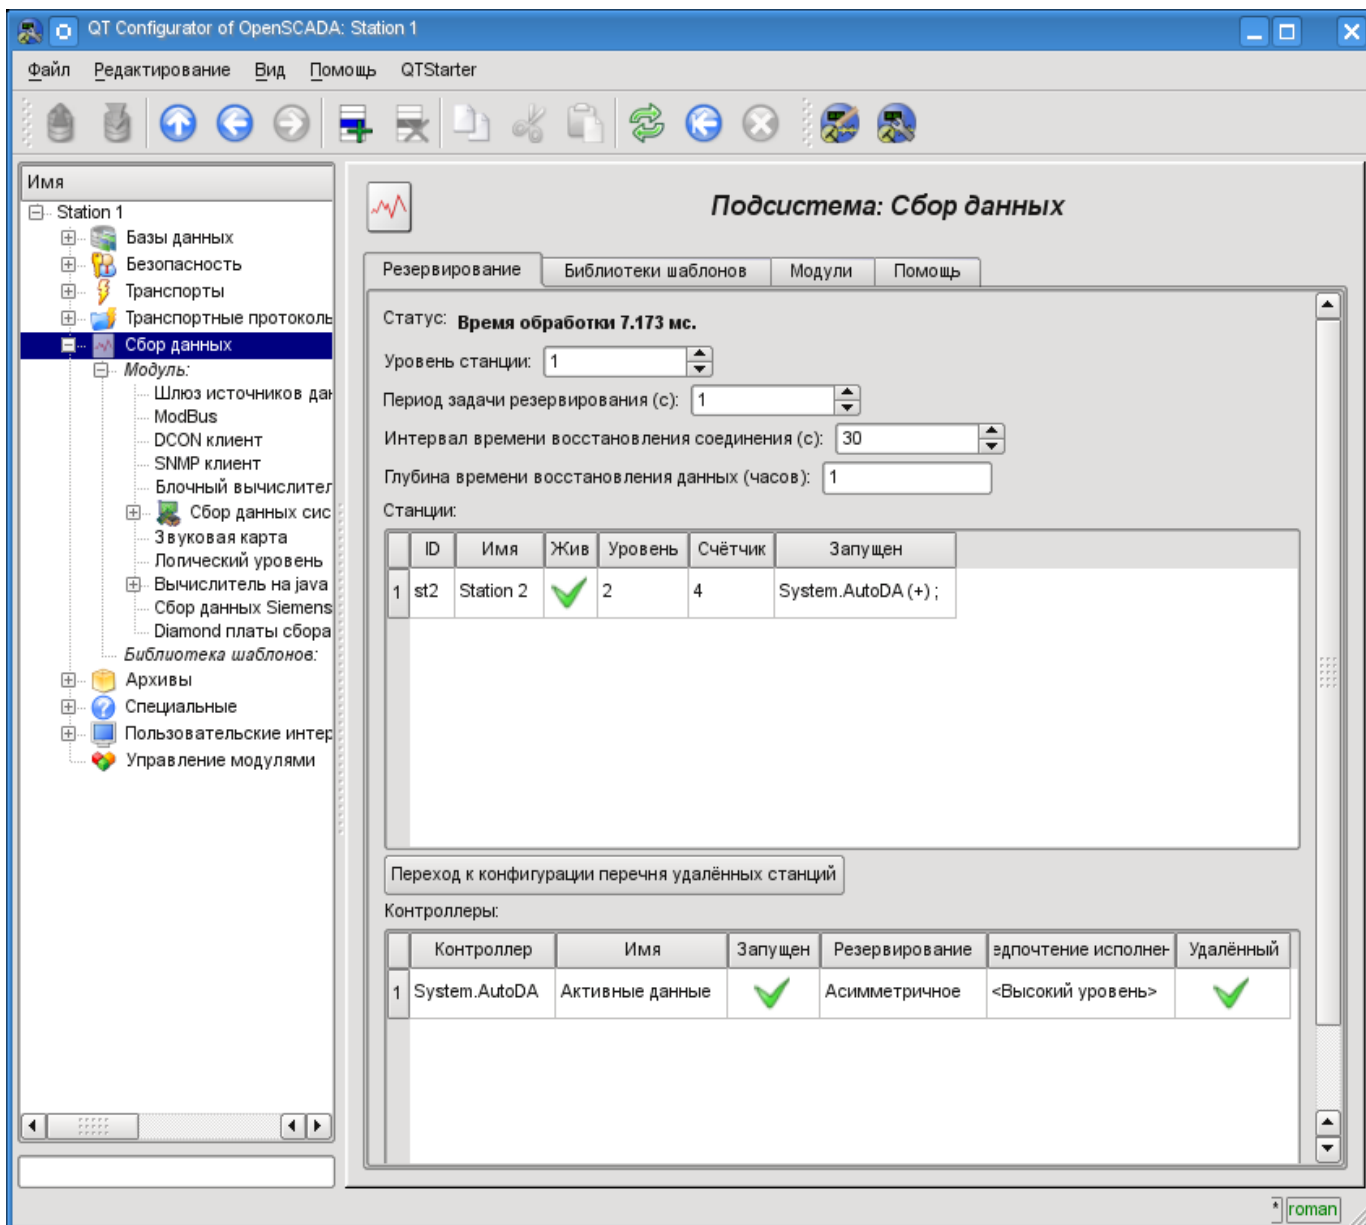 QT Configurator of OpenSCADA: Station 1
Файл Редактирование Вид Помощь QTStarter
Имя
Station 1
Базы данных
Безопасность
Транспорты
Транспортные протоколь
Сбор данных
Модуль:
Шлюз источников дан
ModBus
DCON клиент
SNMP клиент
Блочный вычислител
Сбор данных сис
Звуковая карта
Логический уровень
Вычислитель на java
Сбор данных Siemens
Diamond платы сбора
Библиотека шаблонов:
Архивы
Специальные
Пользовательские интер
Управление модулями
Подсистема: Сбор данных
Резервирование Библиотеки шаблонов Модули Помощь
Статус: Время обработки 7.173 мс.
Уровень станции: 1
Период задачи резервирования (с): 1
Интервал времени восстановления соединения (с): 30
Глубина времени восстановления данных (часов): 1
Станции:
ID Имя Жив Уровень Счётчик Запущен
1 st2 Station 2 2 4 System.AutoDA (+) ;
Переход к конфигурации перечня удалённых станций
Контроллеры:
Контроллер Имя Запущен Резервирование едпочтение исполнен Удалённый
1 System.AutoDA Активные данные Асимметричное <Высокий уровень>
* roman